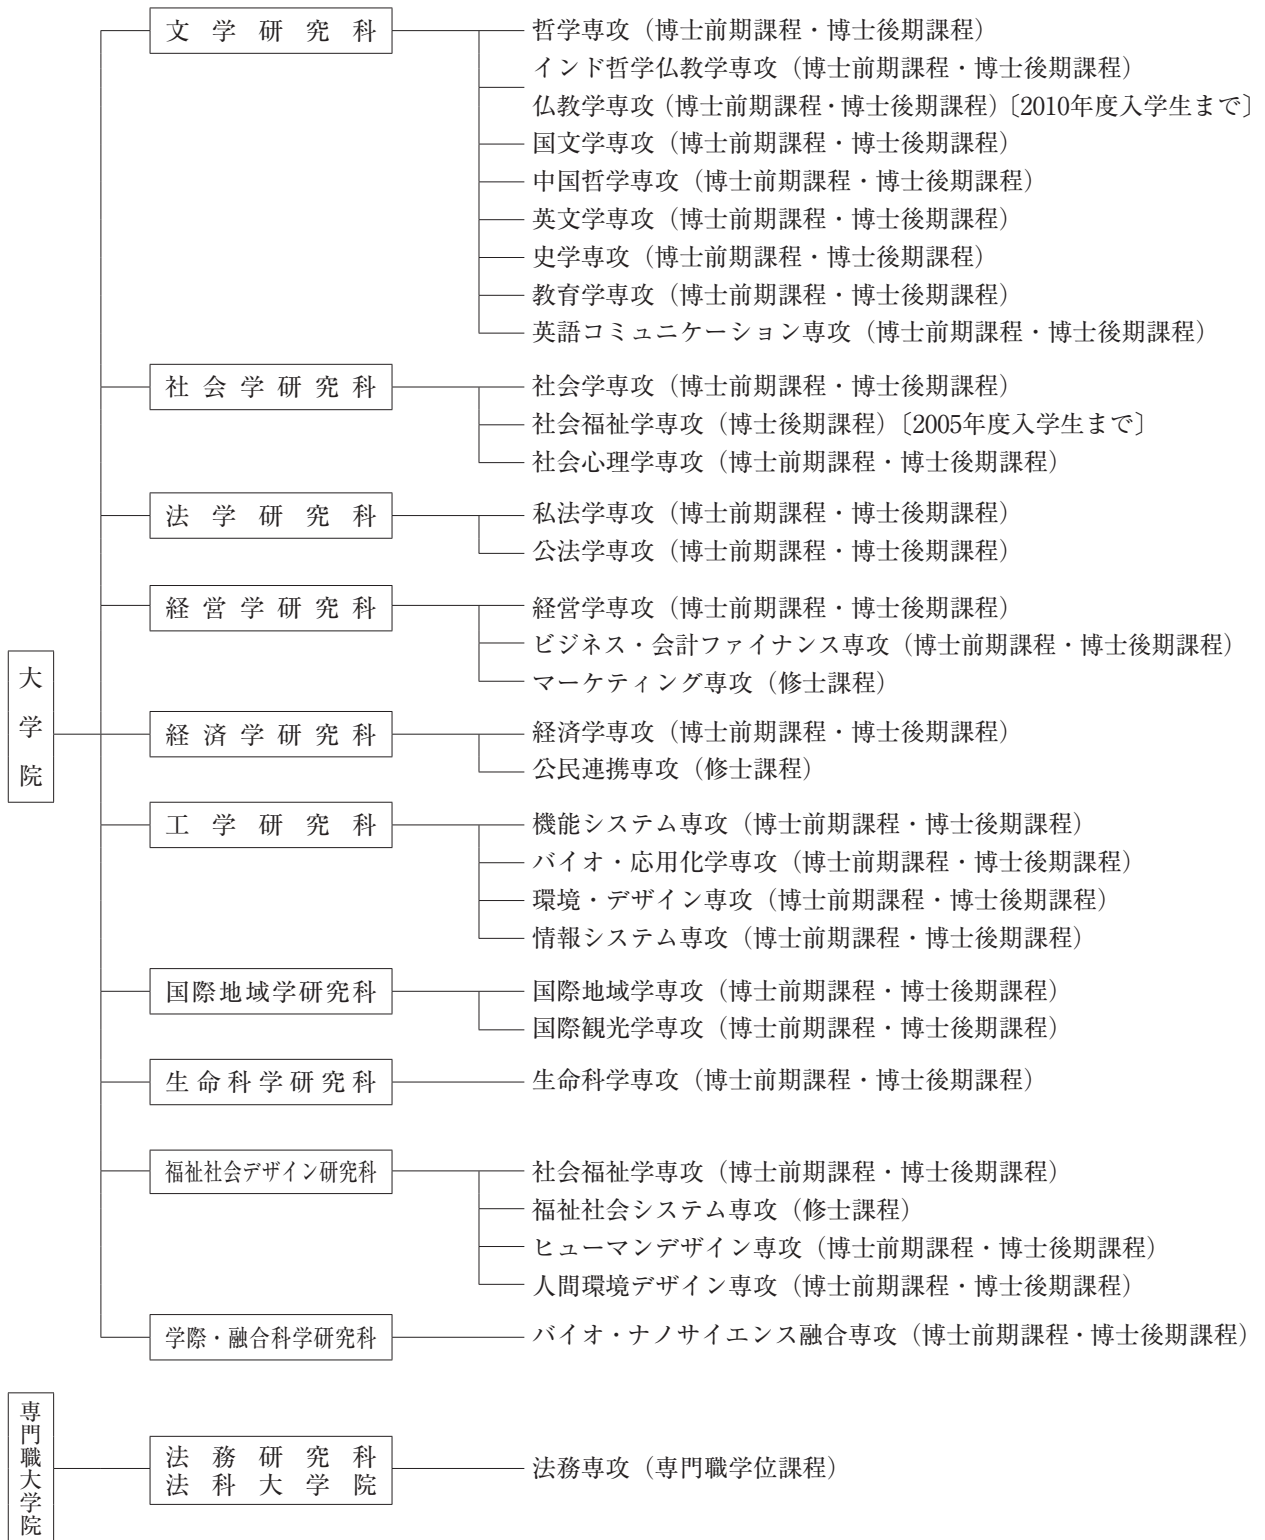 大学院
文学研究科
哲学専攻（博士前期課程・博士後期課程）
インド哲学仏教学専攻（博士前期課程・博士後期課程）
仏教学専攻（博士前期課程・博士後期課程）〔2010年度入学生まで〕
国文学専攻（博士前期課程・博士後期課程）
中国哲学専攻（博士前期課程・博士後期課程）
英文学専攻（博士前期課程・博士後期課程）
史学専攻（博士前期課程・博士後期課程）
教育学専攻（博士前期課程・博士後期課程）
英語コミュニケーション専攻（博士前期課程・博士後期課程）
社会学研究科
社会学専攻（博士前期課程・博士後期課程）
社会福祉学専攻（博士後期課程）〔2005年度入学生まで〕
社会心理学専攻（博士前期課程・博士後期課程）
法学研究科
私法学専攻（博士前期課程・博士後期課程）
公法学専攻（博士前期課程・博士後期課程）
経営学研究科
経営学専攻（博士前期課程・博士後期課程）
ビジネス・会計ファイナンス専攻（博士前期課程・博士後期課程）
マーケティング専攻（修士課程）
経済学研究科
経済学専攻（博士前期課程・博士後期課程）
公民連携専攻（修士課程）
工学研究科
機能システム専攻（博士前期課程・博士後期課程）
バイオ・応用化学専攻（博士前期課程・博士後期課程）
環境・デザイン専攻（博士前期課程・博士後期課程）
情報システム専攻（博士前期課程・博士後期課程）
国際地域学研究科
国際地域学専攻（博士前期課程・博士後期課程）
国際観光学専攻（博士前期課程・博士後期課程）
生命科学研究科
生命科学専攻（博士前期課程・博士後期課程）
福祉社会デザイン研究科
社会福祉学専攻（博士前期課程・博士後期課程）
福祉社会システム専攻（修士課程）
ヒューマンデザイン専攻（博士前期課程・博士後期課程）
人間環境デザイン専攻（博士前期課程・博士後期課程）
学際・融合科学研究科
バイオ・ナノサイエンス融合専攻（博士前期課程・博士後期課程）
専門職大学院
法務研究科
法科大学院
法務専攻（専門職学位課程）